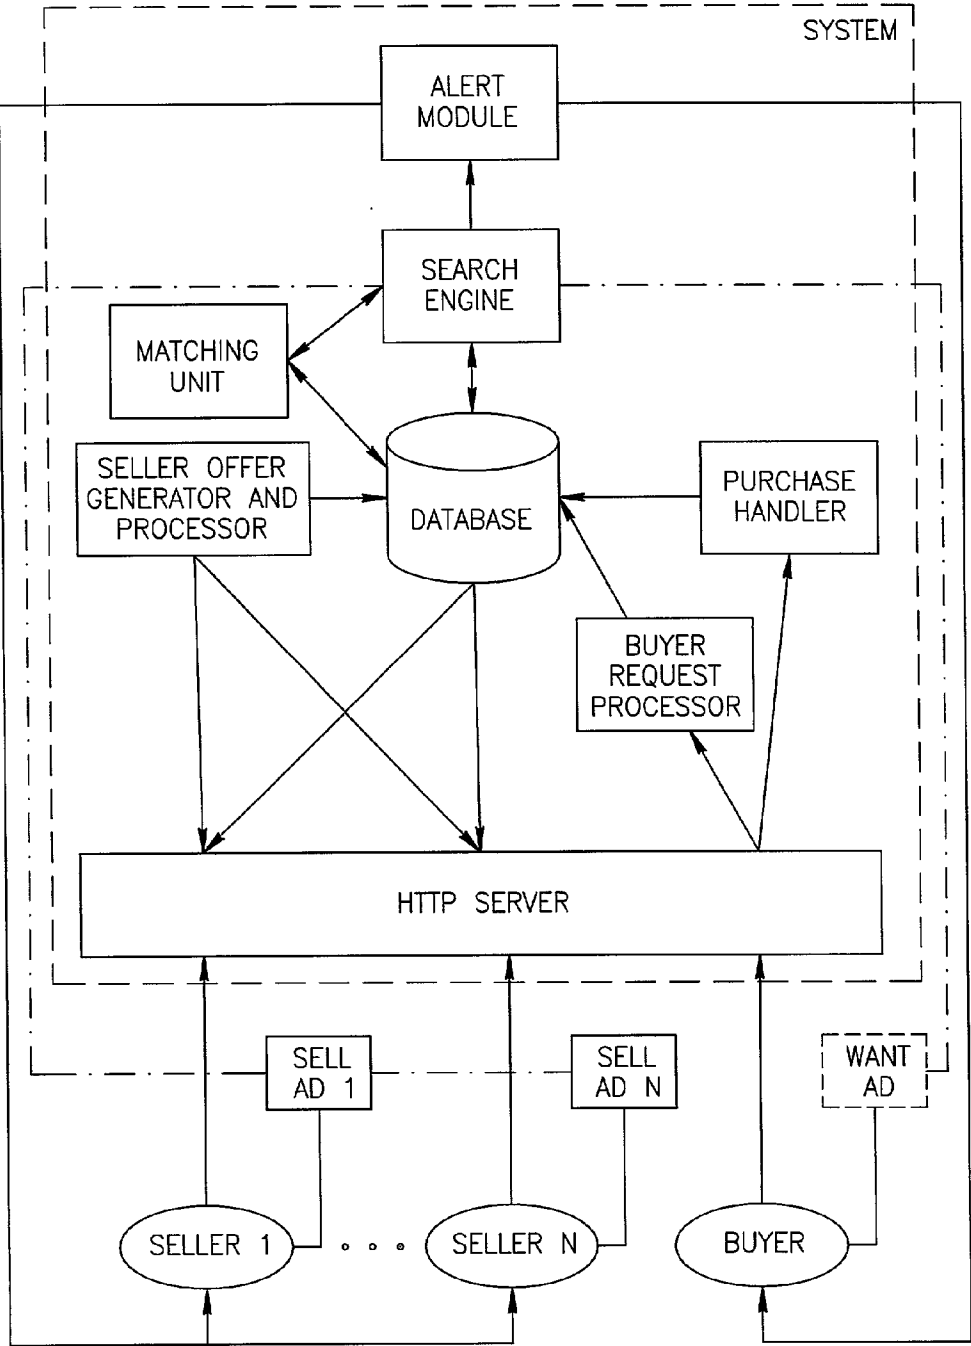 SYSTEM
ALERT
MODULE
SEARCH
ENGINE
MATCHING
UNIT
SELLER OFFER
GENERATOR AND
PROCESSOR
DATABASE
PURCHASE
HANDLER
BUYER
REQUEST
PROCESSOR
HTTP SERVER
SELL
AD 1
SELL
AD N
WANT
AD
SELLER 1
SELLER N
BUYER